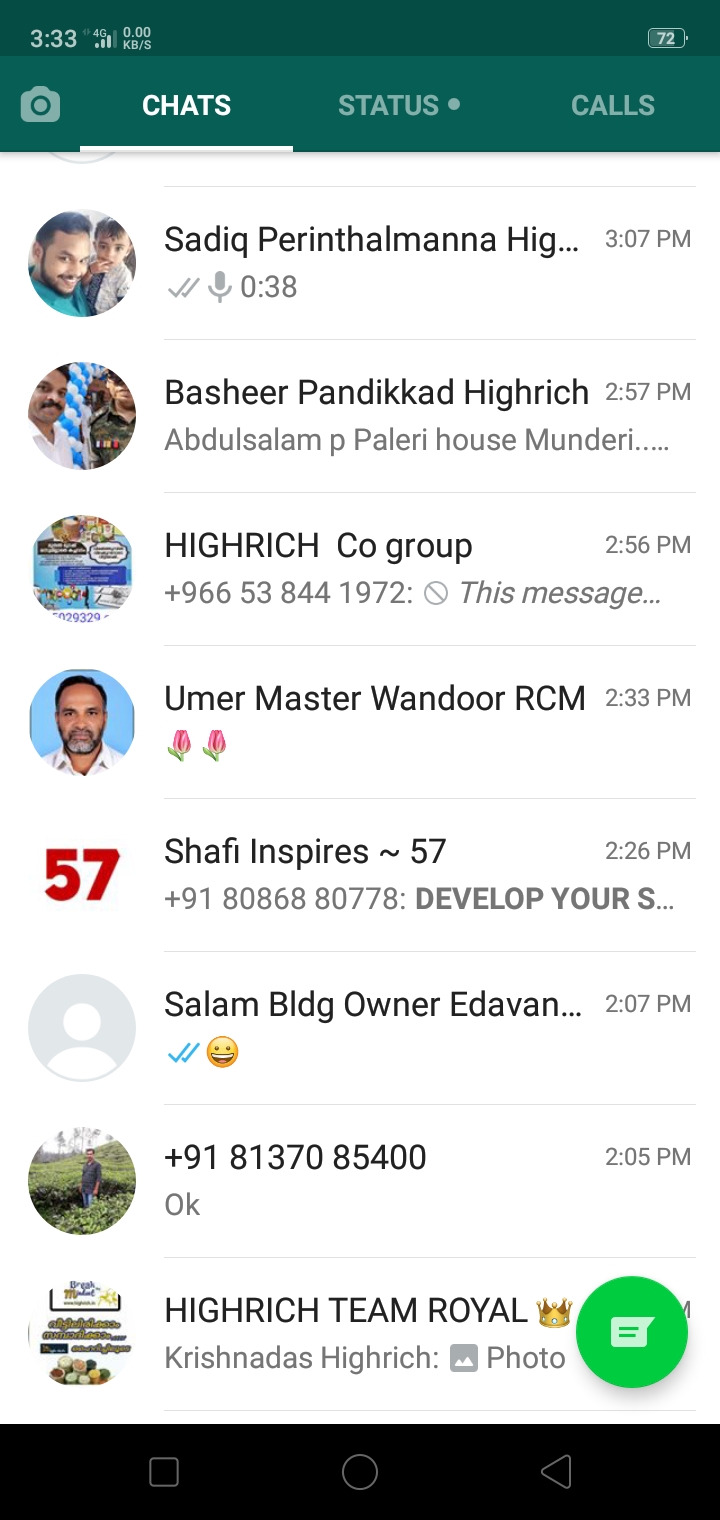 3:33 4G 0.00 KB/S 72
CHATS STATUS CALLS
Sadiq Perinthalmanna Hig... 3:07 PM
0:38
Basheer Pandikkad Highrich 2:57 PM
Abdulsalam p Paleri house Munderi.....
HIGHRICH Co group 2:56 PM
+966 53 844 1972: 🚫 This message...
5029329
Umer Master Wandoor RCM 2:33 PM
🌷🌷
57
Shafi Inspires ~ 57 2:26 PM
+91 80868 80778: DEVELOP YOUR S...
Salam Bldg Owner Edavan... 2:07 PM
😀
+91 81370 85400 2:05 PM
Ok
Break
HIGHRICH TEAM ROYAL 👑
Krishnadas Highrich: Photo